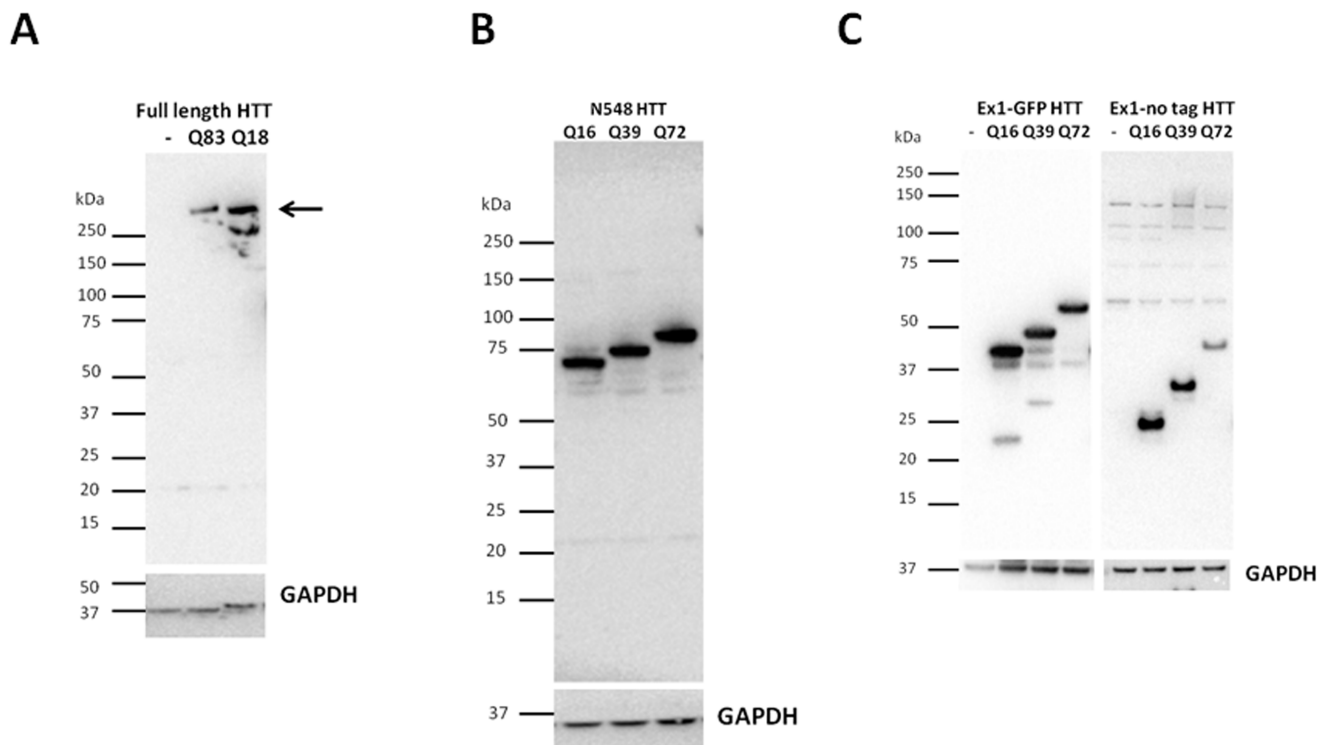 A
Full length HTT
- Q83 Q18
kDa
250
150
100
75
50
37
25
20
15
50
37
GAPDH
B
N548 HTT
Q16 Q39 Q72
kDa
250
150
100
75
50
37
25
20
15
37
GAPDH
C
Ex1-GFP HTT
- Q16 Q39 Q72
Ex1-no tag HTT
- Q16 Q39 Q72
kDa
250
150
100
75
50
37
25
20
15
37
GAPDH